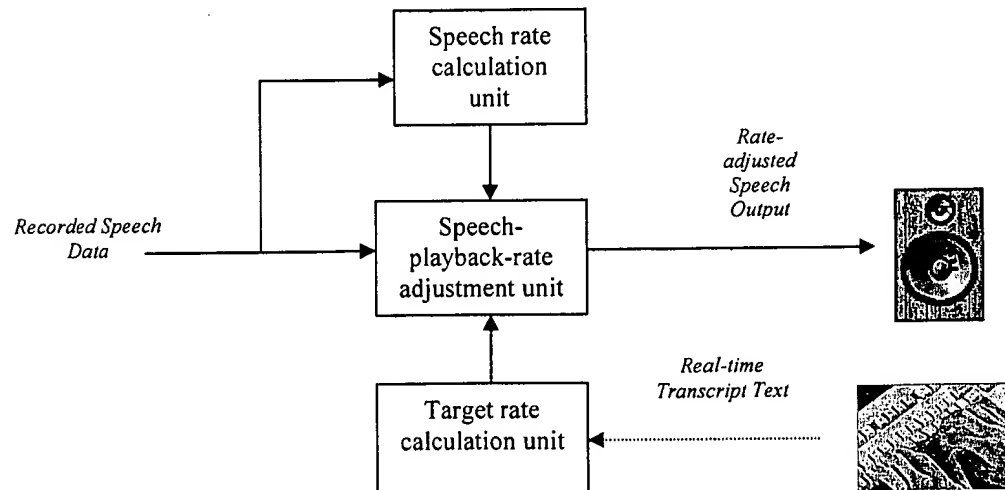 Speech rate
calculation
unit
Rate-
adjusted
Speech
Output
Recorded Speech
Data
Speech-
playback-rate
adjustment unit
Real-time
Transcript Text
Target rate
calculation unit